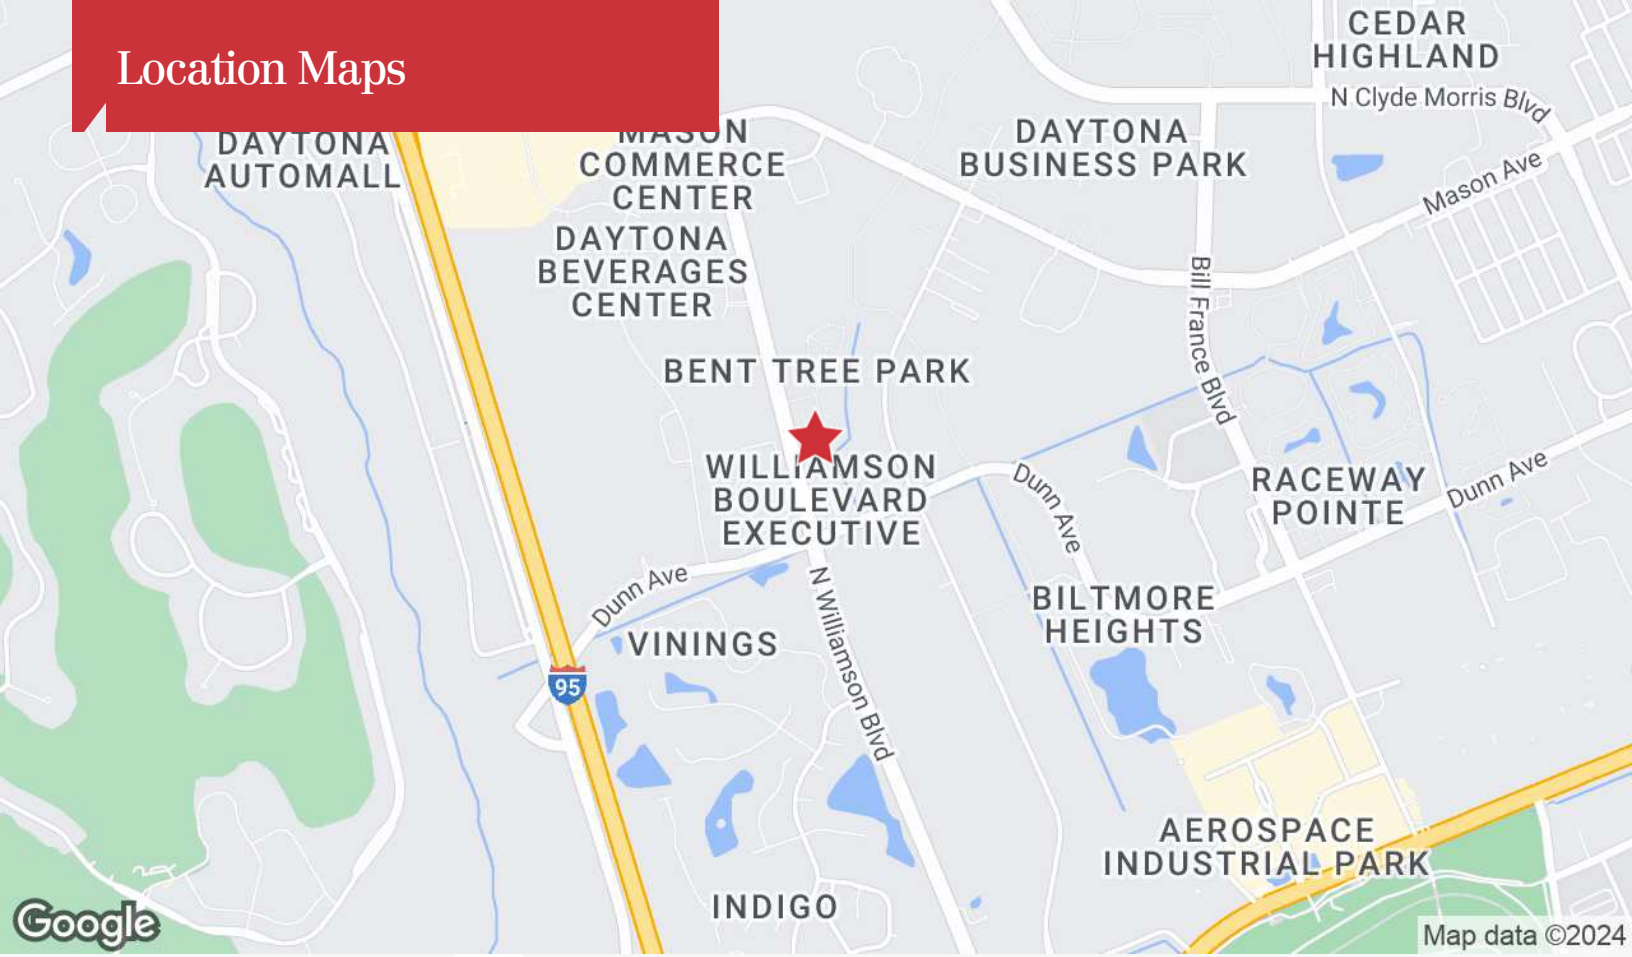 Location Maps
CEDAR
HIGHLAND
N Clyde Morris Blvd
DAYTONA
AUTOMALL
MASON
COMMERCE
CENTER
DAYTONA
BUSINESS PARK
Mason Ave
DAYTONA
BEVERAGES
CENTER
Bill France Blvd
BENT TREE PARK
WILLIAMSON
BOULEVARD
EXECUTIVE
Dunn Ave
RACEWAY
POINTE
Dunn Ave
Dunn Ave
N Williamson Blvd
BILTMORE
HEIGHTS
VININGS
95
AEROSPACE
INDUSTRIAL PARK
INDIGO
Google
Map data ©2024